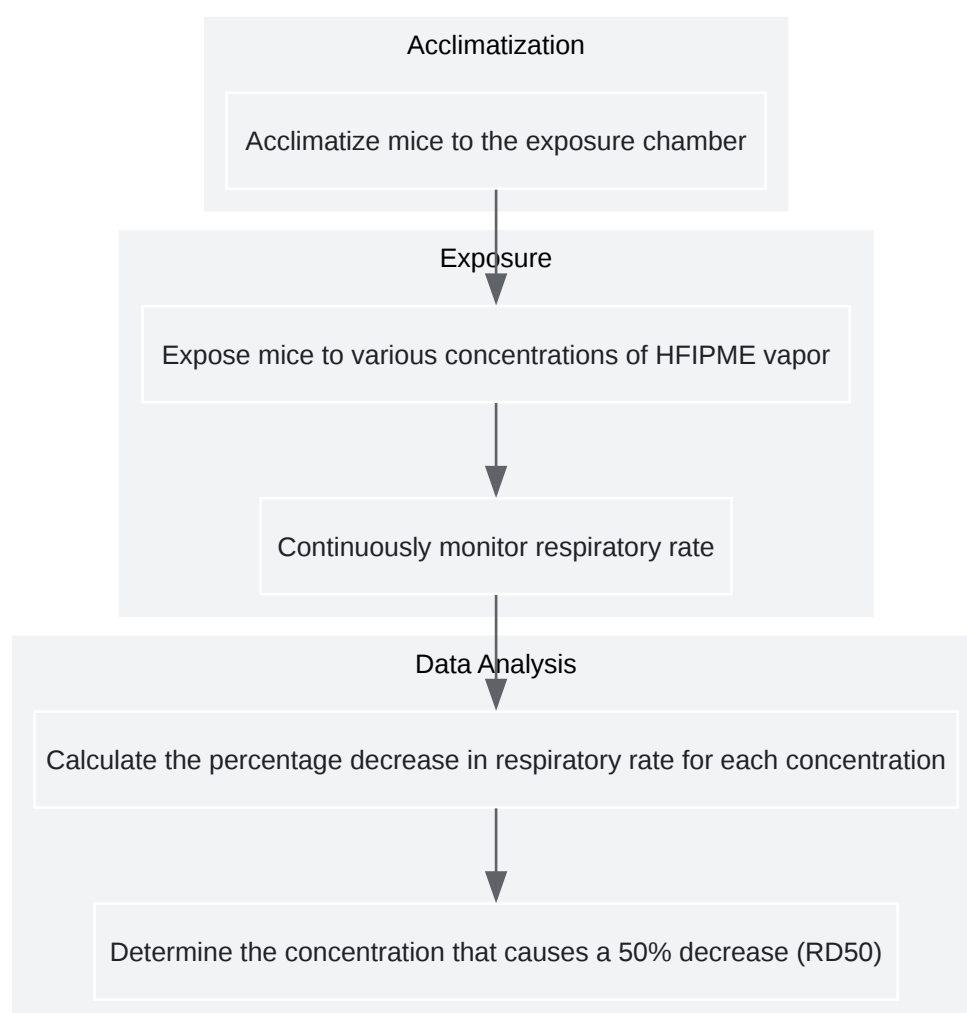 Acclimatization
Acclimatize mice to the exposure chamber
Exposure
Expose mice to various concentrations of HFIPME vapor
Continuously monitor respiratory rate
Data Analysis
Calculate the percentage decrease in respiratory rate for each concentration
Determine the concentration that causes a 50% decrease (RD50)